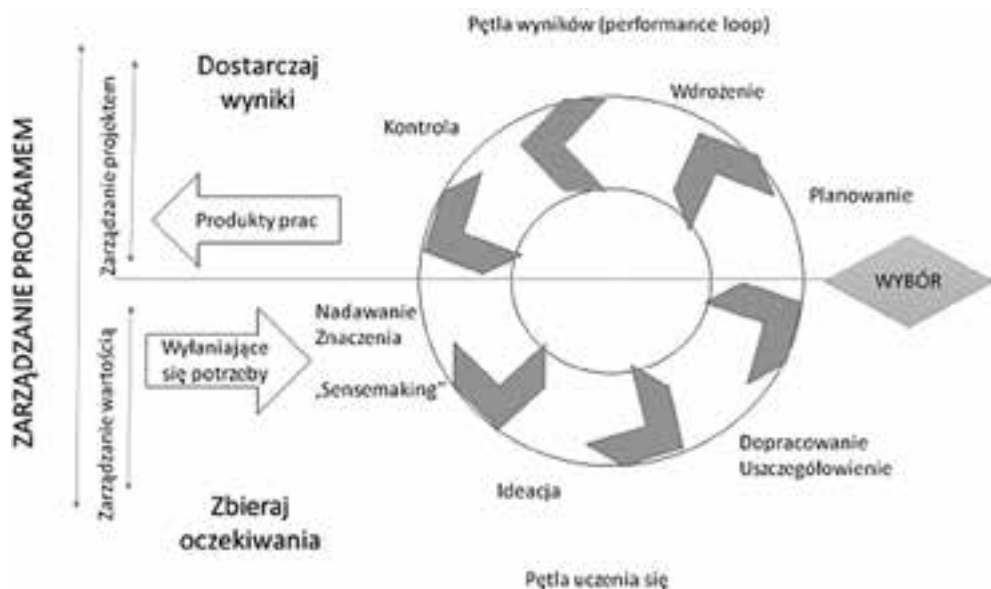 Pętla wyników (performance loop)
Dostarczaj
wyniki
Wdrożenie
Kontrola
ZARZĄDZANIE PROGRAMEM
Zarządzanie projektem
Produkty prac
Planowanie
WYBÓR
Nadawanie
Znaczenia
Wyłaniające
się potrzeby
„Sensemaking”
Zarządzanie wartością
Dopracowanie
Uszczegółowienie
Ideacja
Zbieraj
oczekiwania
Pętla uczenia się